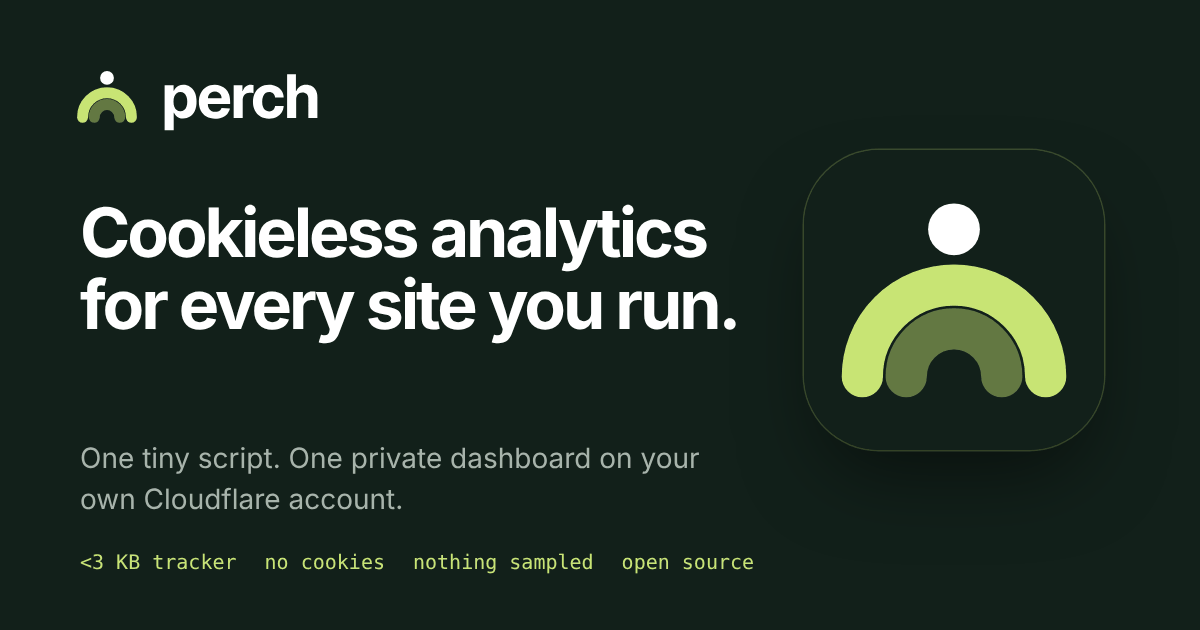 perch
Cookieless analytics
for every site you run.
One tiny script. One private dashboard on your
own Cloudflare account.
<3 KB tracker no cookies nothing sampled open source